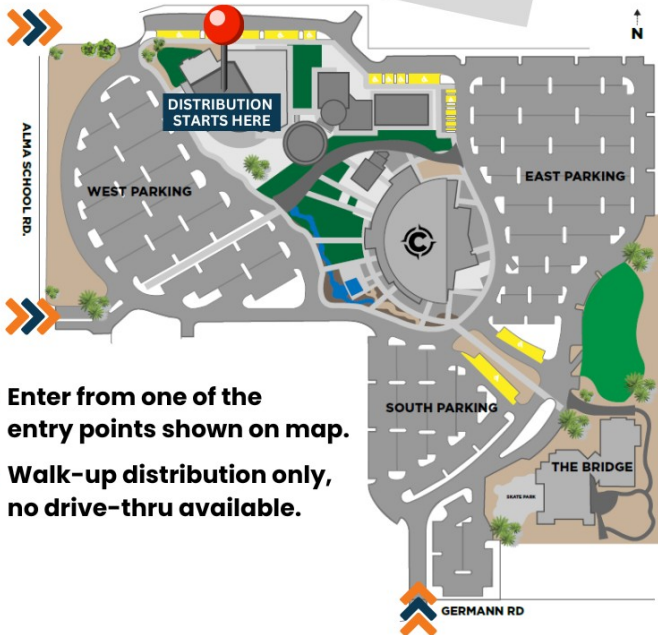 N
DISTRIBUTION
STARTS HERE
ALMA SCHOOL RD.
WEST PARKING
EAST PARKING
C
SOUTH PARKING
THE BRIDGE
SKATE PARK
Enter from one of the
entry points shown on map.
Walk-up distribution only,
no drive-thru available.
GERMANN RD